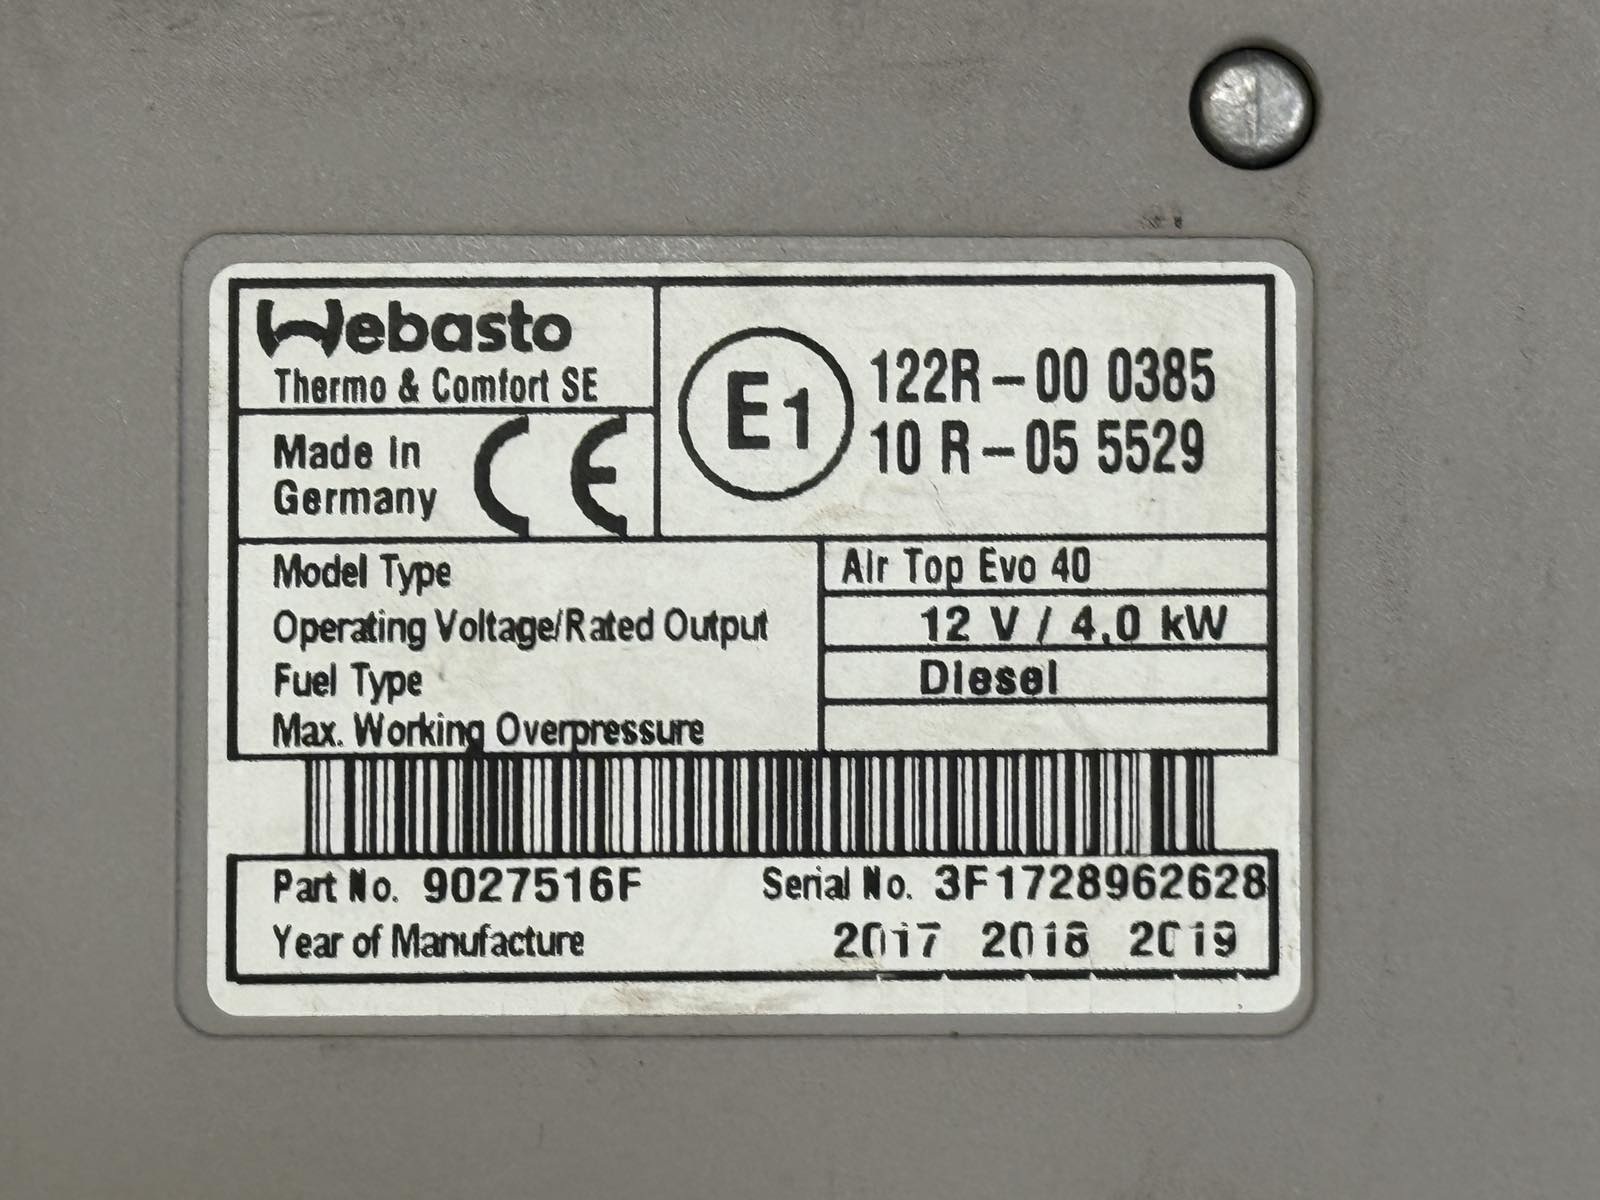 Webasto
Thermo & Comfort SE
Made in
Germany
CE
E1
122R-00 0385
10 R-05 5529
Model Type Air Top Evo 40
Operating Voltage/Rated Output 12 V / 4,0 kW
Fuel Type Diesel
Max. Working Overpressure
Part No. 9027516F Serial No. 3F1728962628
Year of Manufacture 2017 2018 2019